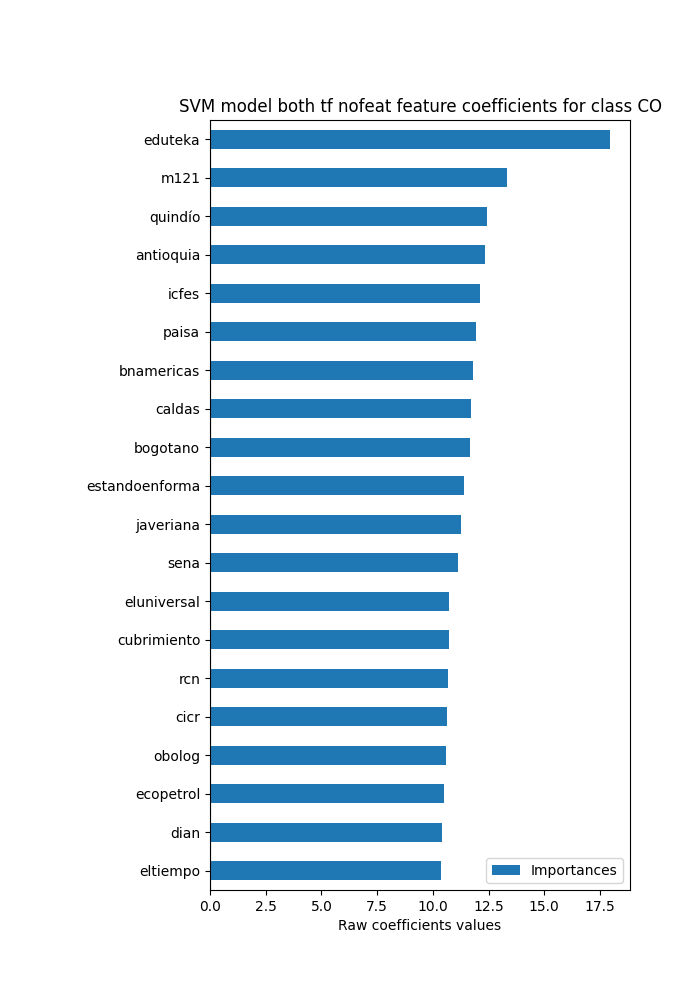 SVM model both tf nofeat feature coefficients for class CO
eduteka
m121
quindío
antioquia
icfes
paisa
bnamericas
caldas
bogotano
estandoenforma
javeriana
sena
eluniversal
cubrimiento
rcn
cicr
obolog
ecopetrol
dian
eltiempo
Importances
0.0 2.5 5.0 7.5 10.0 12.5 15.0 17.5
Raw coefficients values